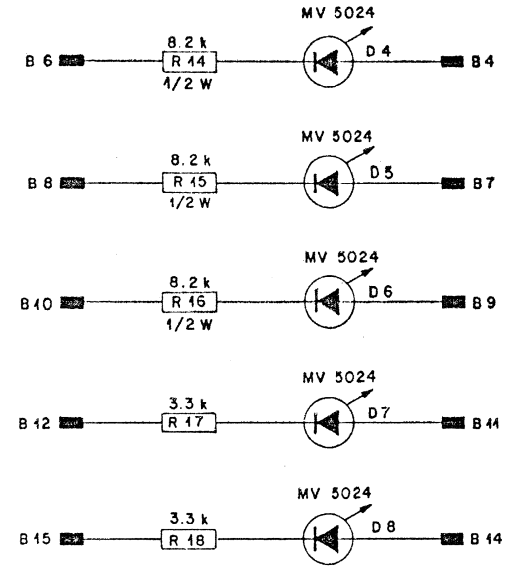 MV 5024
8.2 k
B 6 R 14 D 4 B 4
1/2 W
MV 5024
8.2 k
B 8 R 15 D 5 B 7
1/2 W
MV 5024
8.2 k
B 10 R 16 D 6 B 9
1/2 W
MV 5024
3.3 k
B 12 R 17 D 7 B 11
MV 5024
3.3 k
B 15 R 18 D 8 B 14